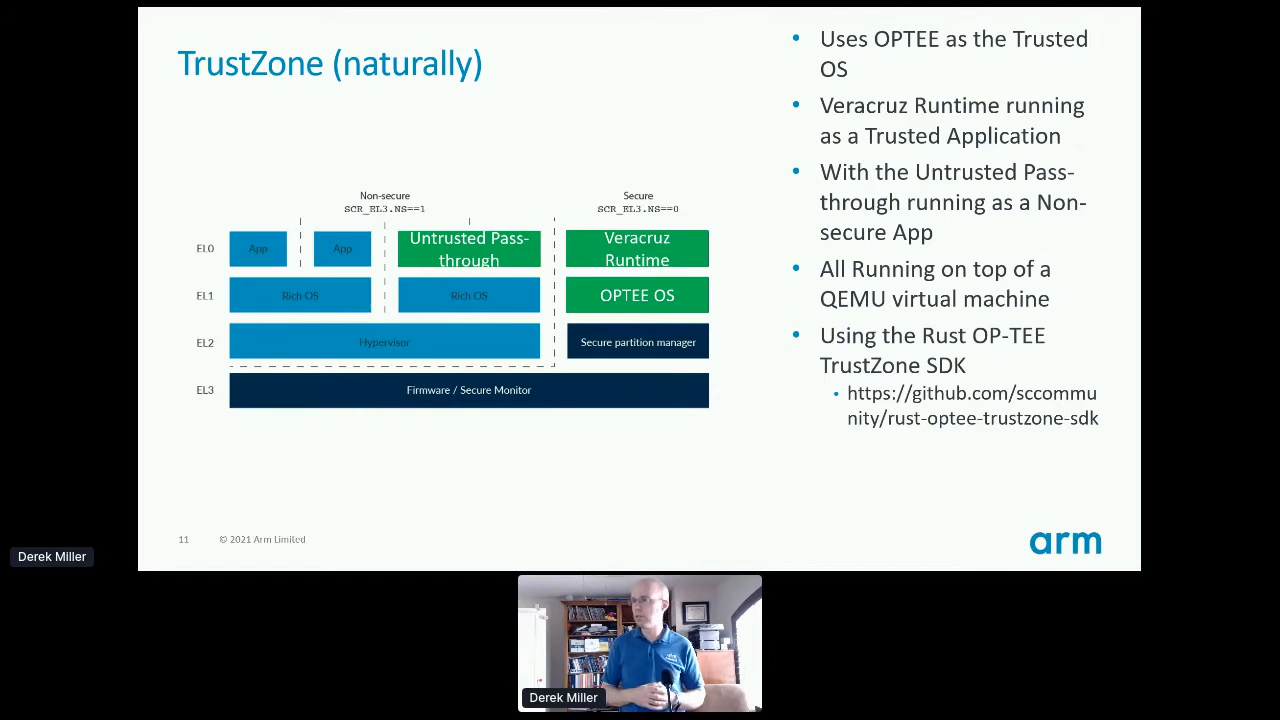 TrustZone (naturally)
Non-secure
SCR_EL3.NS==1
Secure
SCR_EL3.NS==0
EL0
App
App
Untrusted Pass-
through
Veracruz
Runtime
EL1
Rich OS
Rich OS
OPTEE OS
EL2
Hypervisor
Secure partition manager
EL3
Firmware / Secure Monitor
• Uses OPTEE as the Trusted
OS
• Veracruz Runtime running
as a Trusted Application
• With the Untrusted Pass-
through running as a Non-
secure App
• All Running on top of a
QEMU virtual machine
• Using the Rust OP-TEE
TrustZone SDK
• https://github.com/sccommu
nity/rust-optee-trustzone-sdk
11
© 2021 Arm Limited
arm
Derek Miller
Derek Miller